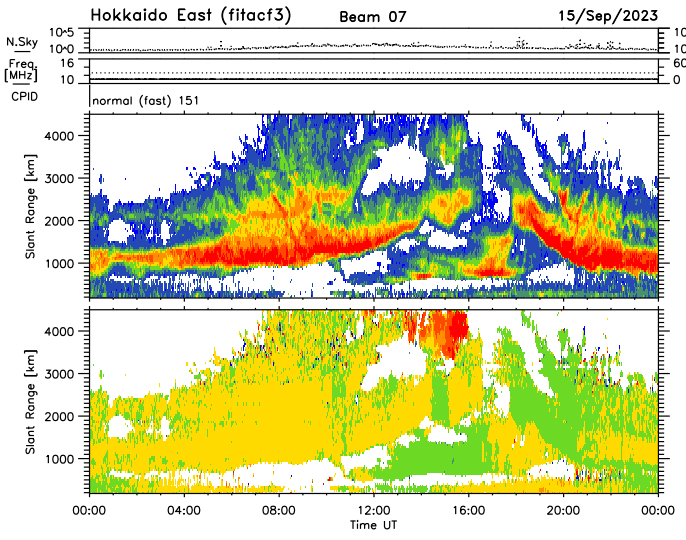 Hokkaido East (fitacf3) Beam 07 15/Sep/2023
N.Sky 10^5 10^0 10 10
Freq. [MHz] 16 10 60 0
CPID normal (fast) 151
Slant Range [km] 4000 3000 2000 1000
Slant Range [km] 4000 3000 2000 1000
00:00 04:00 08:00 12:00 16:00 20:00 00:00
Time UT